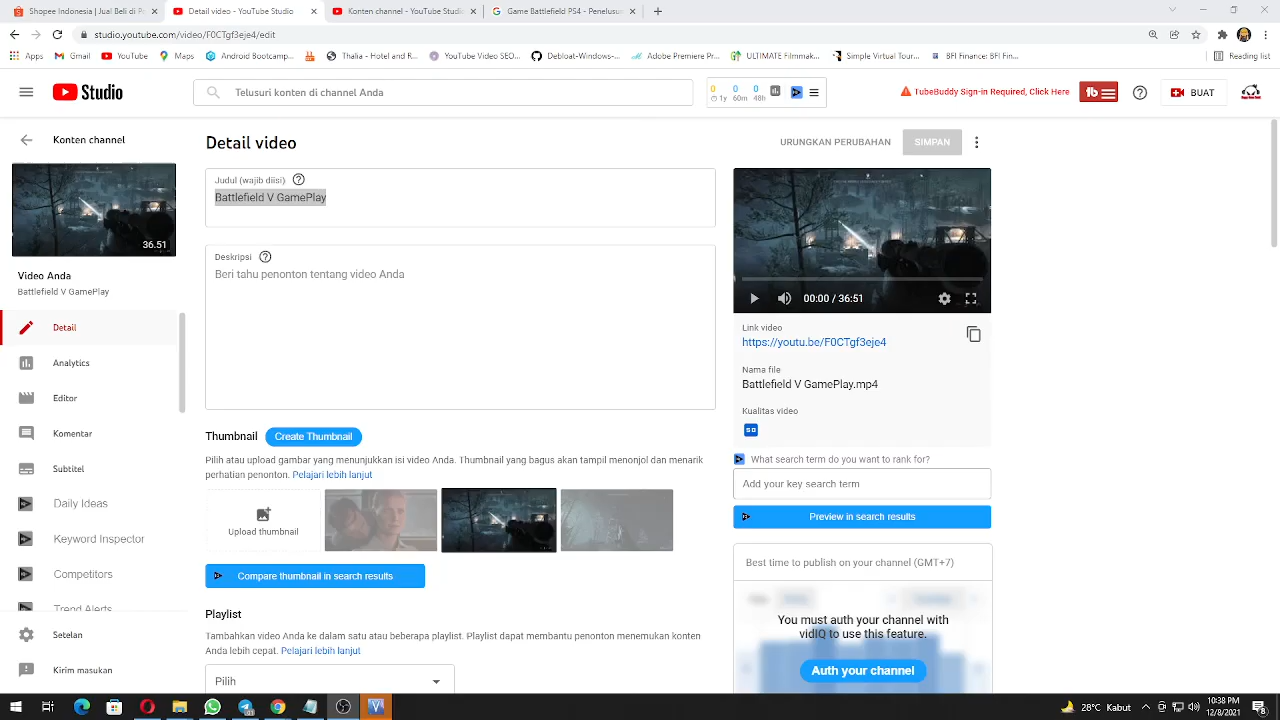 Shopee Indonesia | Jual Beli di P
Detail video - YouTube Studio
Konten channel - YouTube Studio
Game Battlefield PS4 - Penelusur
studio.youtube.com/video/F0CTgf3eje4/edit
Apps
Gmail
YouTube
Maps
Android Bootcamp...
Thalia - Hotel and R...
YouTube Video SEO...
Debloat-Windows-...
Adobe Premiere Pro...
ULTIMATE Filmmak...
Simple Virtual Tour...
BFI Finance: BFI Fin...
Reading list
Studio
Telusuri konten di channel Anda
0 0 0
1y 60m 48h
TubeBuddy Sign-in Required, Click Here
BUAT
Konten channel
36.51
Video Anda
Battlefield V GamePlay
Detail
Analytics
Editor
Komentar
Subtitel
Daily Ideas
Keyword Inspector
Competitors
Trend Alerts
Setelan
Kirim masukan
Detail video
URUNGKAN PERUBAHAN
SIMPAN
Judul (wajib diisi)
Battlefield V GamePlay
Deskripsi
Beri tahu penonton tentang video Anda
Thumbnail
Create Thumbnail
Pilih atau upload gambar yang menunjukkan isi video Anda. Thumbnail yang bagus akan tampil menonjol dan menarik
perhatian penonton. Pelajari lebih lanjut
Upload thumbnail
Compare thumbnail in search results
Playlist
Tambahkan video Anda ke dalam satu atau beberapa playlist. Playlist dapat membantu penonton menemukan konten
Anda lebih cepat. Pelajari lebih lanjut
Pilih
00:00 / 36:51
Link video
https://youtu.be/F0CTgf3eje4
Nama file
Battlefield V GamePlay.mp4
Kualitas video
SD
What search term do you want to rank for?
Add your key search term
Preview in search results
Best time to publish on your channel (GMT+7)
You must auth your channel with
vidIQ to use this feature.
Auth your channel
28°C Kabut
10:38 PM
12/8/2021